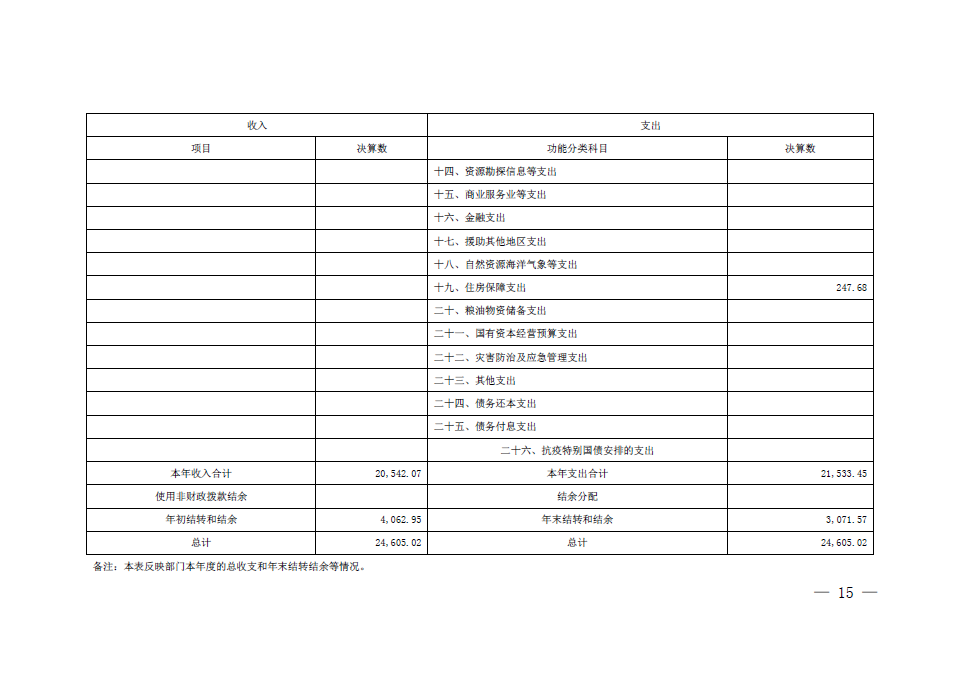 收入 支出
项目 决算数 功能分类科目 决算数
十四、资源勘探信息等支出
十五、商业服务业等支出
十六、金融支出
十七、援助其他地区支出
十八、自然资源海洋气象等支出
十九、住房保障支出 247.68
二十、粮油物资储备支出
二十一、国有资本经营预算支出
二十二、灾害防治及应急管理支出
二十三、其他支出
二十四、债务还本支出
二十五、债务付息支出
二十六、抗疫特别国债安排的支出
本年收入合计 20,542.07 本年支出合计 21,533.45
使用非财政拨款结余 结余分配
年初结转和结余 4,062.95 年末结转和结余 3,071.57
总计 24,605.02 总计 24,605.02
备注：本表反映部门本年度的总收支和年末结转结余等情况。
— 15 —